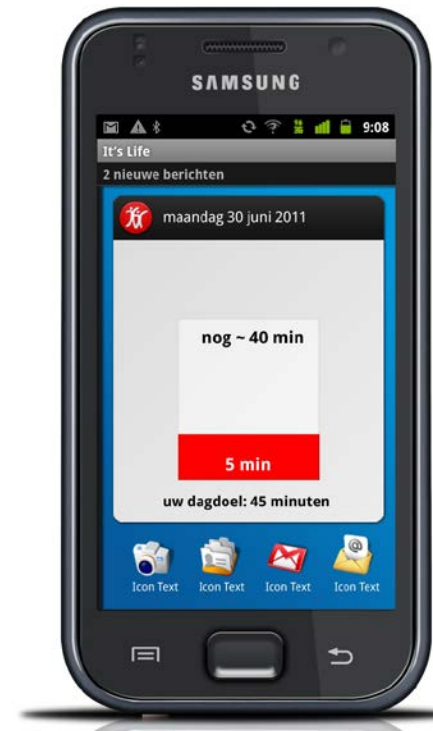 SAMSUNG
9:08
It's Life
2 nieuwe berichten
maandag 30 juni 2011
nog ~ 40 min
5 min
uw dagdoel: 45 minuten
Icon Text Icon Text Icon Text Icon Text